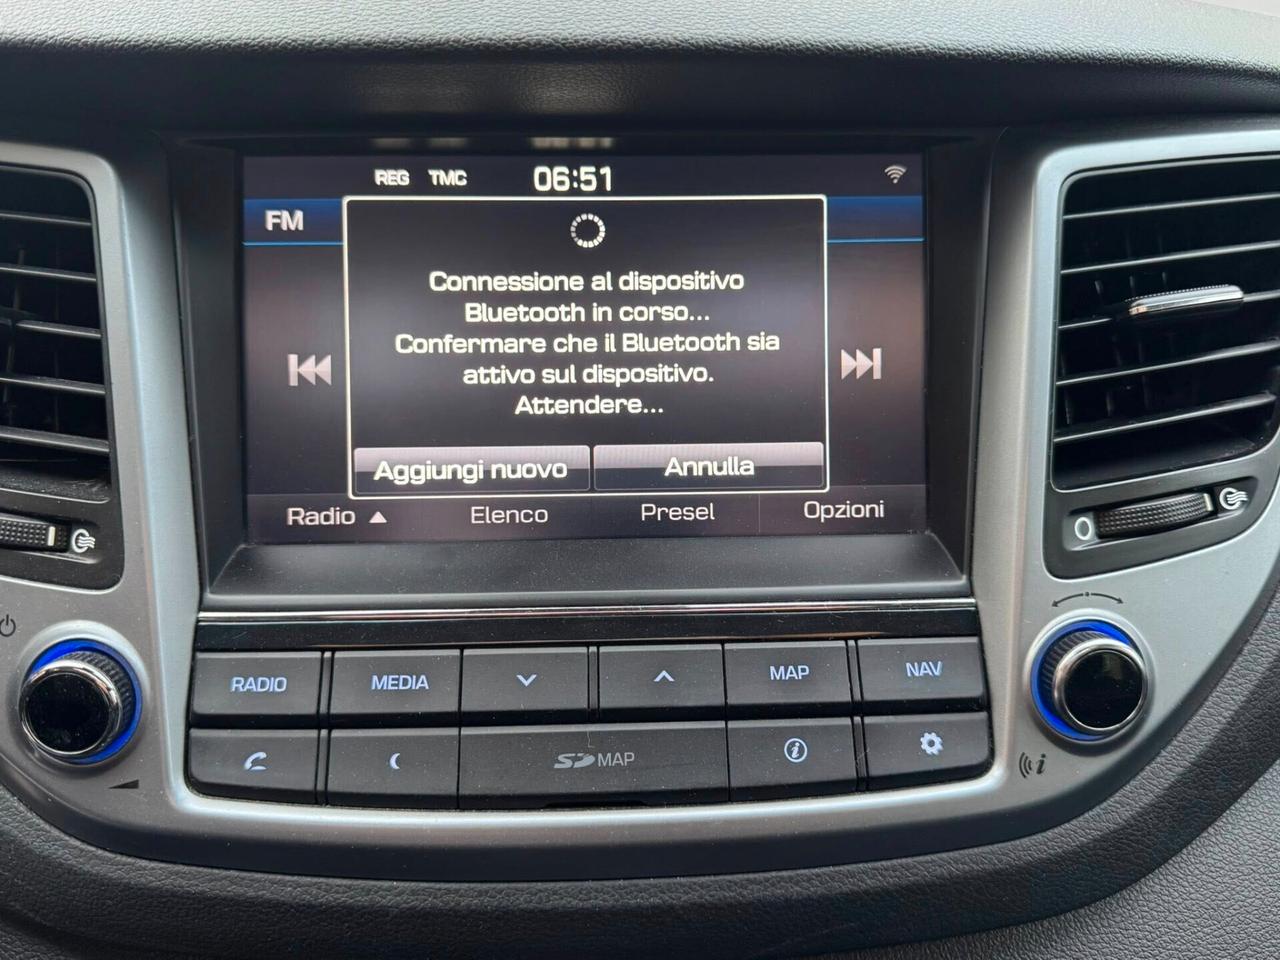 REG TMC 06:51
FM
Connessione al dispositivo
Bluetooth in corso...
Confermare che il Bluetooth sia
attivo sul dispositivo.
Attendere...
Aggiungi nuovo Annulla
Radio Elenco Presel Opzioni
RADIO MEDIA MAP NAV
SD MAP